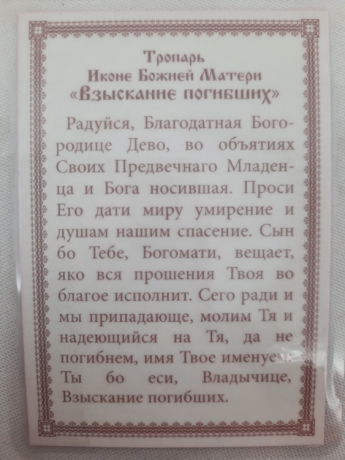 Тропарь
Иконе Божией Матери
«Взыскание погибших»
Радуйся, Благодатная Бого-
родице Дево, во объятиях
Своих Предвечнаго Младен-
ца и Бога носившая. Проси
Его дати миру умирение и
душам нашим спасение. Сын
бо Тебе, Богомати, вещает,
яко вся прошения Твоя во
благое исполнит. Сего ради и
мы припадающе, молим Тя и
надеющийся на Тя, да не
погибнем, имя Твое именуем:
Ты бо еси, Владычице,
Взыскание погибших.